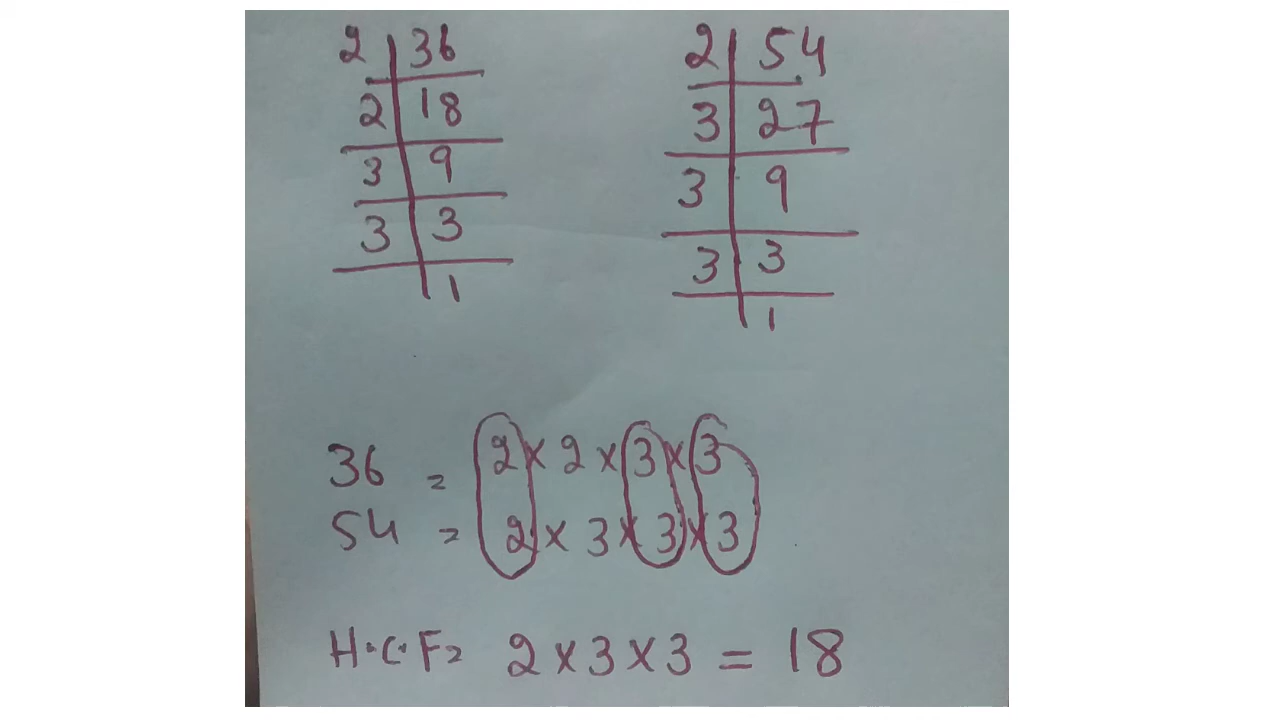 2 | 36
2 | 18
3 | 9
3 | 3
1
2 | 54
3 | 27
3 | 9
3 | 3
1
36 = 2 × 2 × 3 × 3
54 = 2 × 3 × 3 × 3
H.C.F = 2 × 3 × 3 = 18